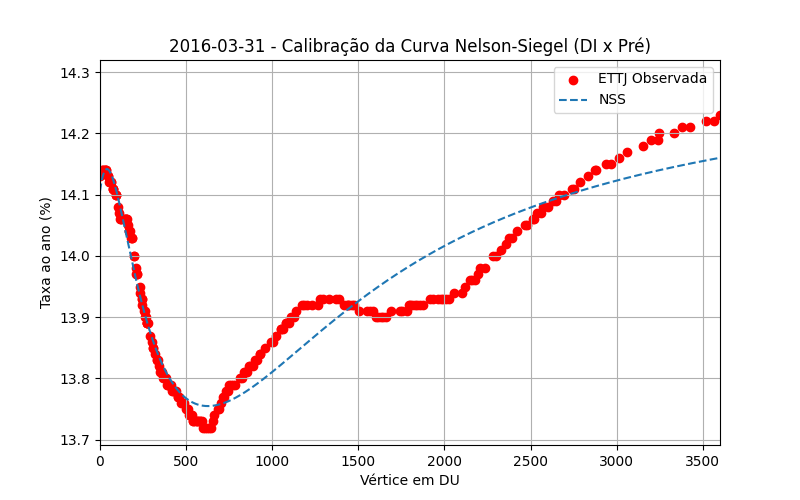 2016-03-31 - Calibração da Curva Nelson-Siegel (DI x Pré)
14.3
14.2
14.1
14.0
13.9
13.8
13.7
Taxa ao ano (%)
ETTJ Observada
NSS
0 500 1000 1500 2000 2500 3000 3500
Vértice em DU